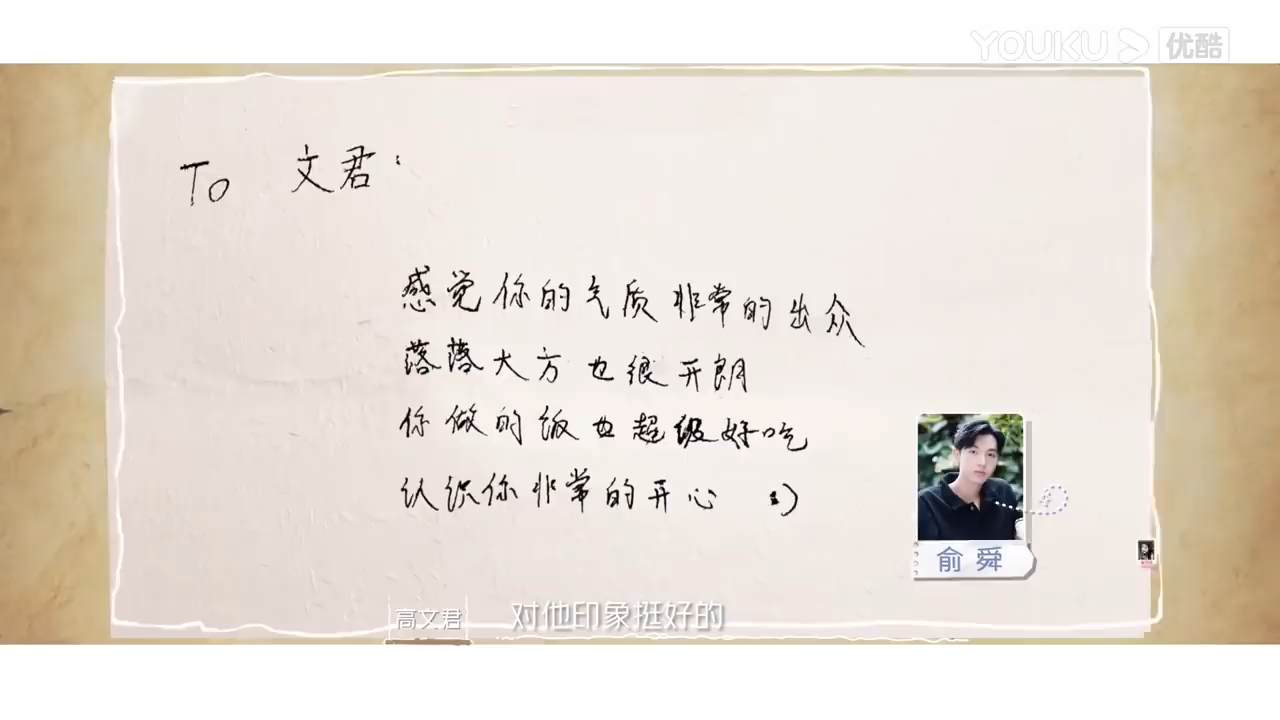 YOUKU 优酷
To 文君：
感觉你的气质非常的出众
落落大方也很开朗
你做的饭也超级好吃
认识你非常的开心 :)
俞舜
高文君 对他印象挺好的